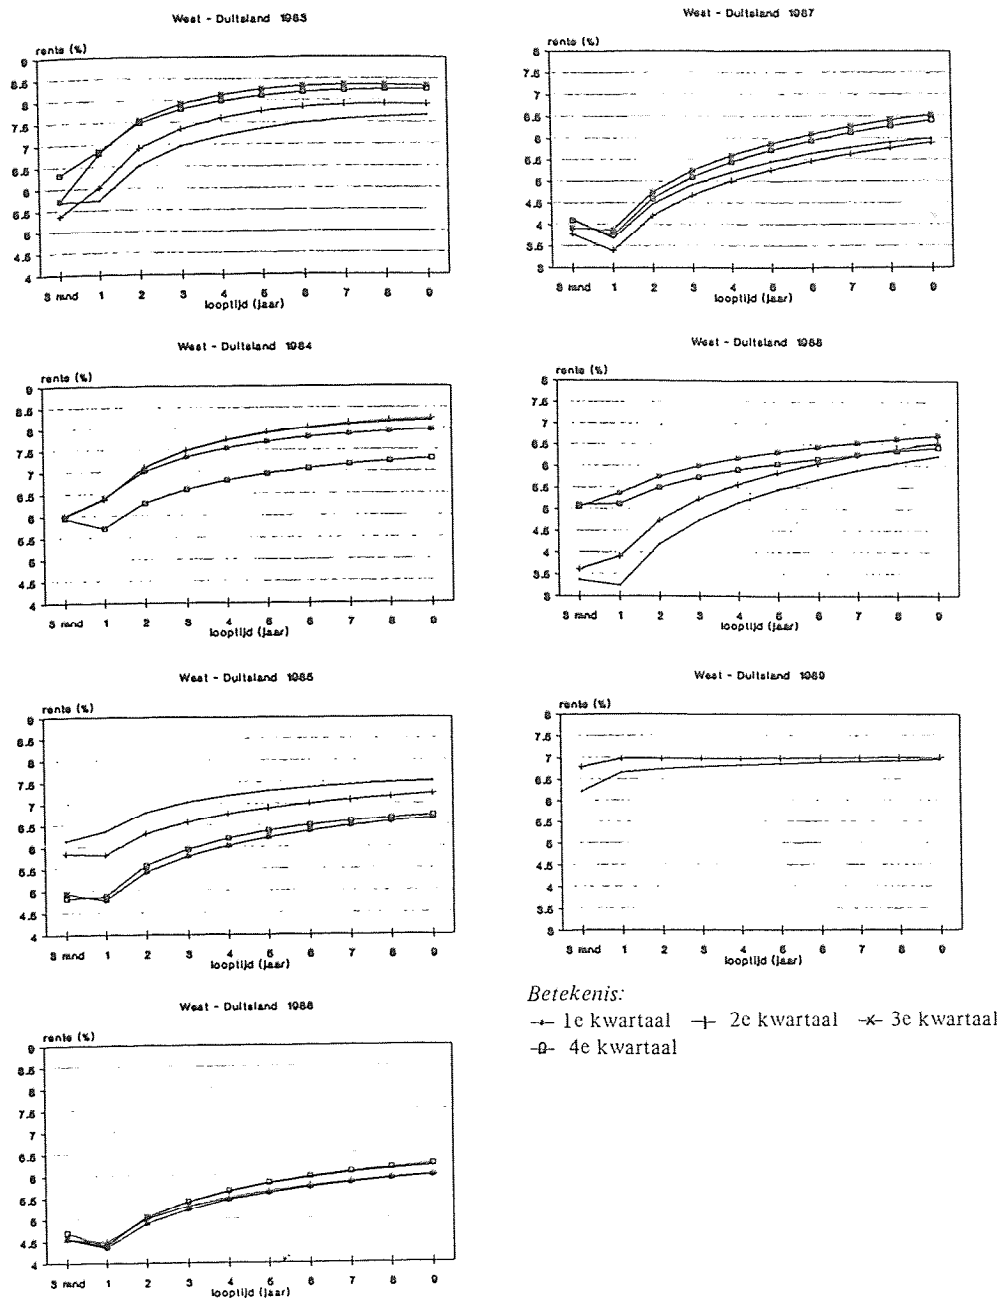 West - Duitsland 1983
rente (%)
9
8.5
8
7.5
7
6.5
6
5.5
5
4.5
4
3 mnd 1 2 3 4 5 6 7 8 9
looptijd (jaar)
West - Duitsland 1984
rente (%)
9
8.5
8
7.5
7
6.5
6
5.5
5
4.5
4
3 mnd 1 2 3 4 5 6 7 8 9
looptijd (jaar)
West - Duitsland 1985
rente (%)
9
8.5
8
7.5
7
6.5
6
5.5
5
4.5
4
3 mnd 1 2 3 4 5 6 7 8 9
looptijd (jaar)
West - Duitsland 1986
rente (%)
9
8.5
8
7.5
7
6.5
6
5.5
5
4.5
4
3 mnd 1 2 3 4 5 6 7 8 9
looptijd (jaar)
West - Duitsland 1987
rente (%)
8
7.5
7
6.5
6
5.5
5
4.5
4
3.5
3
3 mnd 1 2 3 4 5 6 7 8 9
looptijd (jaar)
West - Duitsland 1988
rente (%)
8
7.5
7
6.5
6
5.5
5
4.5
4
3.5
3
3 mnd 1 2 3 4 5 6 7 8 9
looptijd (jaar)
West - Duitsland 1989
rente (%)
8
7.5
7
6.5
6
5.5
5
4.5
4
3.5
3
3 mnd 1 2 3 4 5 6 7 8 9
looptijd (jaar)
Betekenis:
1e kwartaal 2e kwartaal 3e kwartaal
4e kwartaal